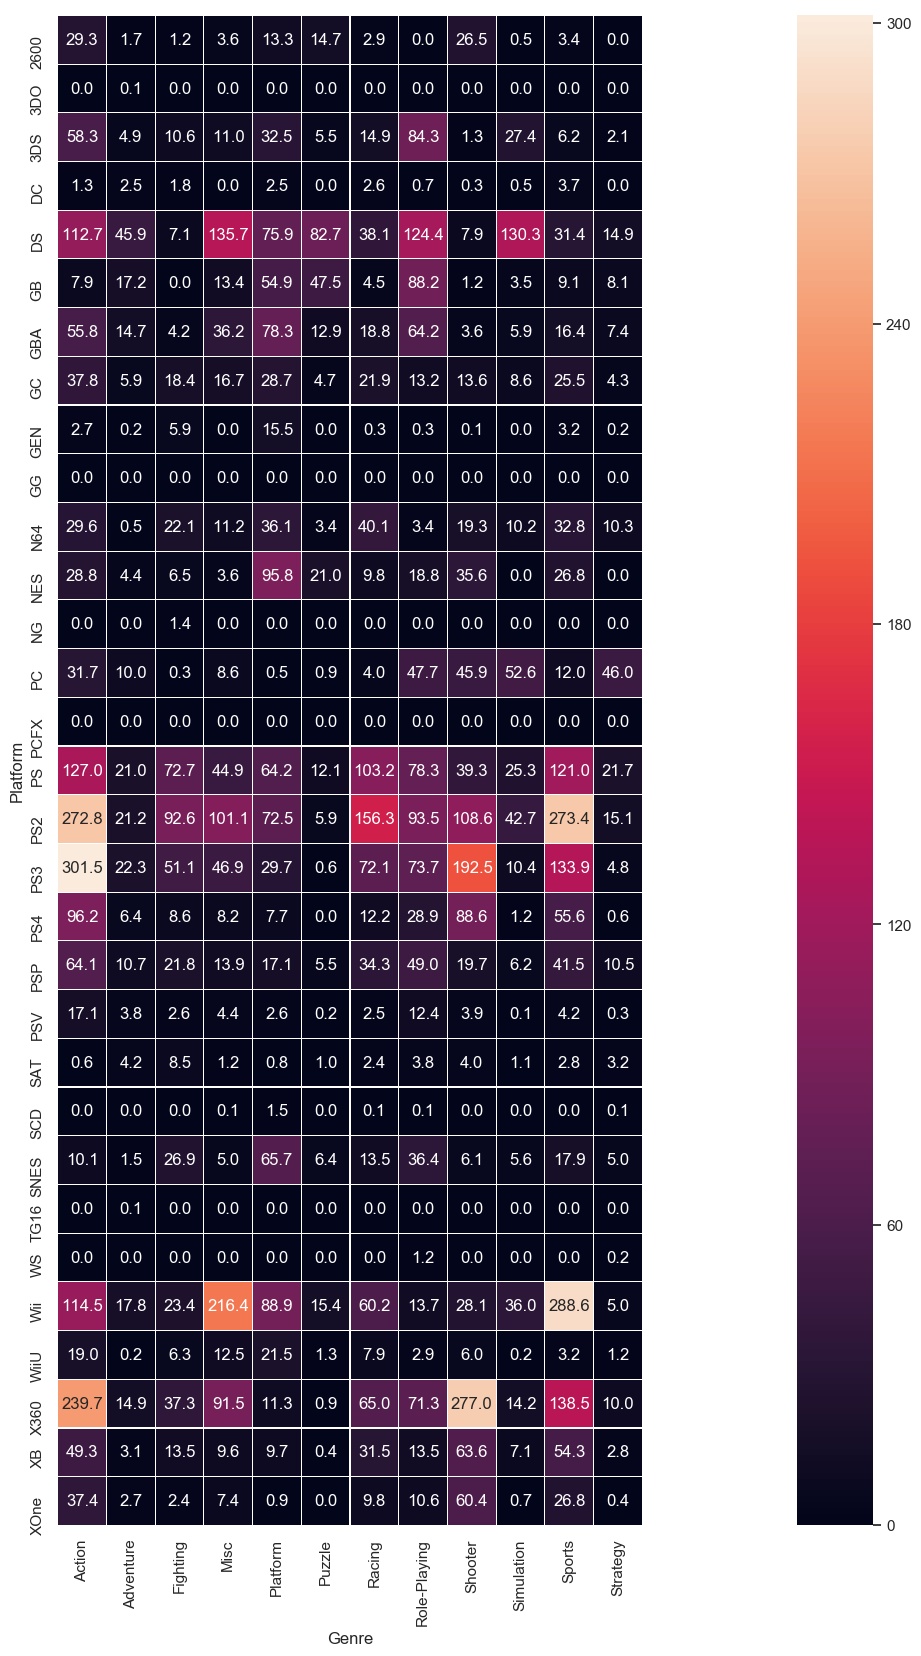 2600 29.3 1.7 1.2 3.6 13.3 14.7 2.9 0.0 26.5 0.5 3.4 0.0
3DO 0.0 0.1 0.0 0.0 0.0 0.0 0.0 0.0 0.0 0.0 0.0 0.0
3DS 58.3 4.9 10.6 11.0 32.5 5.5 14.9 84.3 1.3 27.4 6.2 2.1
DC 1.3 2.5 1.8 0.0 2.5 0.0 2.6 0.7 0.3 0.5 3.7 0.0
DS 112.7 45.9 7.1 135.7 75.9 82.7 38.1 124.4 7.9 130.3 31.4 14.9
GB 7.9 17.2 0.0 13.4 54.9 47.5 4.5 88.2 1.2 3.5 9.1 8.1
GBA 55.8 14.7 4.2 36.2 78.3 12.9 18.8 64.2 3.6 5.9 16.4 7.4
GC 37.8 5.9 18.4 16.7 28.7 4.7 21.9 13.2 13.6 8.6 25.5 4.3
GEN 2.7 0.2 5.9 0.0 15.5 0.0 0.3 0.3 0.1 0.0 3.2 0.2
GG 0.0 0.0 0.0 0.0 0.0 0.0 0.0 0.0 0.0 0.0 0.0 0.0
N64 29.6 0.5 22.1 11.2 36.1 3.4 40.1 3.4 19.3 10.2 32.8 10.3
NES 28.8 4.4 6.5 3.6 95.8 21.0 9.8 18.8 35.6 0.0 26.8 0.0
NG 0.0 0.0 1.4 0.0 0.0 0.0 0.0 0.0 0.0 0.0 0.0 0.0
PC 31.7 10.0 0.3 8.6 0.5 0.9 4.0 47.7 45.9 52.6 12.0 46.0
PCFX 0.0 0.0 0.0 0.0 0.0 0.0 0.0 0.0 0.0 0.0 0.0 0.0
PS 127.0 21.0 72.7 44.9 64.2 12.1 103.2 78.3 39.3 25.3 121.0 21.7
PS2 272.8 21.2 92.6 101.1 72.5 5.9 156.3 93.5 108.6 42.7 273.4 15.1
PS3 301.5 22.3 51.1 46.9 29.7 0.6 72.1 73.7 192.5 10.4 133.9 4.8
PS4 96.2 6.4 8.6 8.2 7.7 0.0 12.2 28.9 88.6 1.2 55.6 0.6
PSP 64.1 10.7 21.8 13.9 17.1 5.5 34.3 49.0 19.7 6.2 41.5 10.5
PSV 17.1 3.8 2.6 4.4 2.6 0.2 2.5 12.4 3.9 0.1 4.2 0.3
SAT 0.6 4.2 8.5 1.2 0.8 1.0 2.4 3.8 4.0 1.1 2.8 3.2
SCD 0.0 0.0 0.0 0.1 1.5 0.0 0.1 0.1 0.0 0.0 0.0 0.1
SNES 10.1 1.5 26.9 5.0 65.7 6.4 13.5 36.4 6.1 5.6 17.9 5.0
TG16 0.0 0.1 0.0 0.0 0.0 0.0 0.0 0.0 0.0 0.0 0.0 0.0
WS 0.0 0.0 0.0 0.0 0.0 0.0 0.0 1.2 0.0 0.0 0.0 0.2
Wii 114.5 17.8 23.4 216.4 88.9 15.4 60.2 13.7 28.1 36.0 288.6 5.0
WiiU 19.0 0.2 6.3 12.5 21.5 1.3 7.9 2.9 6.0 0.2 3.2 1.2
X360 239.7 14.9 37.3 91.5 11.3 0.9 65.0 71.3 277.0 14.2 138.5 10.0
XB 49.3 3.1 13.5 9.6 9.7 0.4 31.5 13.5 63.6 7.1 54.3 2.8
XOne 37.4 2.7 2.4 7.4 0.9 0.0 9.8 10.6 60.4 0.7 26.8 0.4
Platform
Action Adventure Fighting Misc Platform Puzzle Racing Role-Playing Shooter Simulation Sports Strategy
Genre
300
240
180
120
60
0